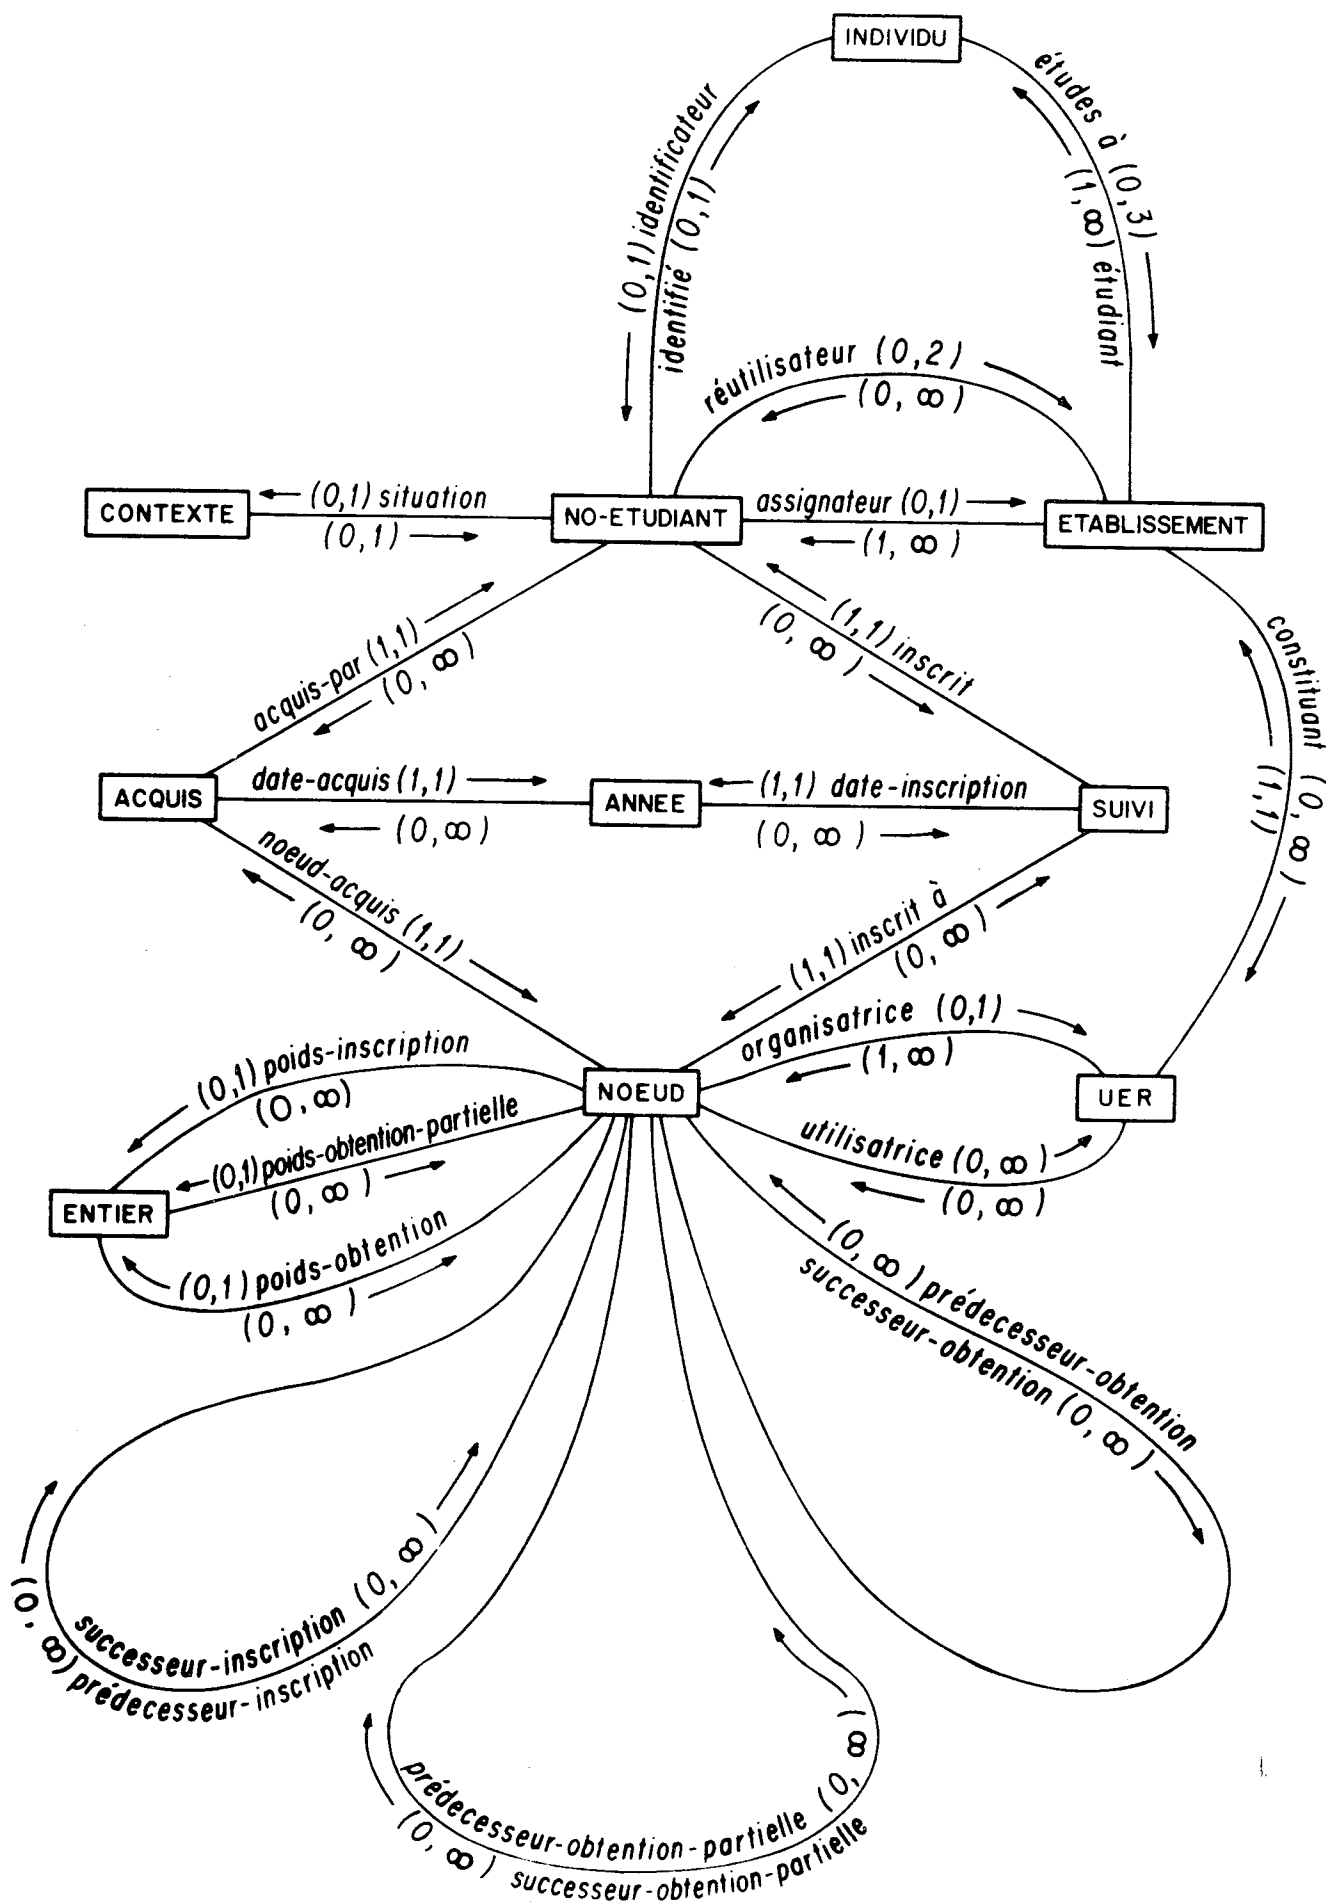 INDIVIDU
(0,1) identificateur
identifié (0,1)
études à (0,3)
(1,∞) étudiant
réutilisateur (0,2)
(0,∞)
CONTEXTE
(0,1) situation
(0,1)
NO-ETUDIANT
assignateur (0,1)
(1,∞)
ETABLISSEMENT
acquis-par (1,1)
(0,∞)
(1,1) inscrit
(0,∞)
constituant (0,∞)
(1,1)
ACQUIS
date-acquis (1,1)
(0,∞)
ANNEE
(1,1) date-inscription
(0,∞)
SUIVI
noeud-acquis (1,1)
(0,∞)
(1,1) inscrit à
(0,∞)
organisatrice (0,1)
(1,∞)
(0,1) poids-inscription
(0,∞)
NOEUD
UER
(0,1) poids-obtention-partielle
(0,∞)
utilisatrice (0,∞)
(0,∞)
ENTIER
(0,1) poids-obtention
(0,∞)
(0,∞) prédecesseur-obtention
successeur-obtention (0,∞)
successeur-inscription (0,∞)
(0,∞) prédecesseur-inscription
prédecesseur-obtention-partielle (0,∞)
(0,∞) successeur-obtention-partielle